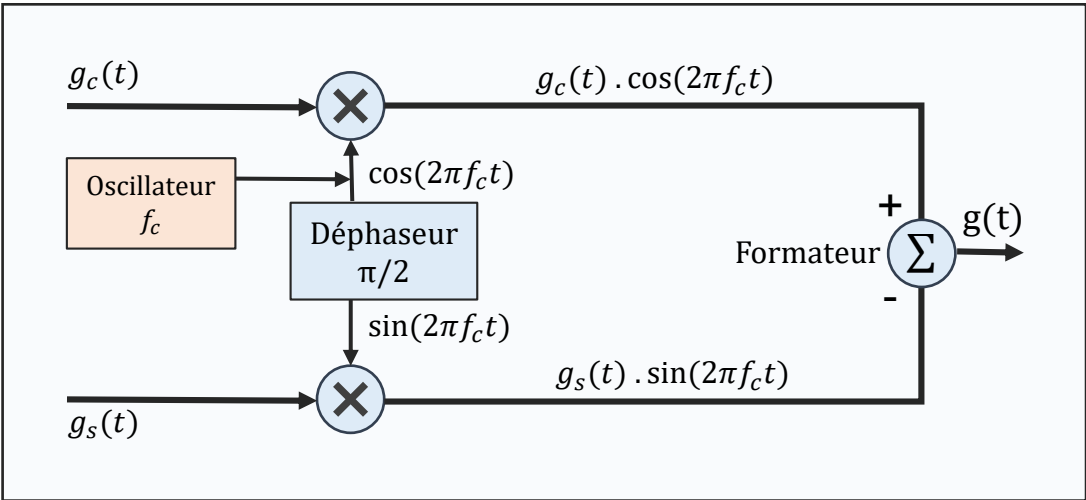 g_c(t)
g_c(t) . cos(2πf_ct)
Oscillateur
f_c
cos(2πf_ct)
Déphaseur
π/2
sin(2πf_ct)
+
g(t)
Formateur
Σ
-
g_s(t) . sin(2πf_ct)
g_s(t)